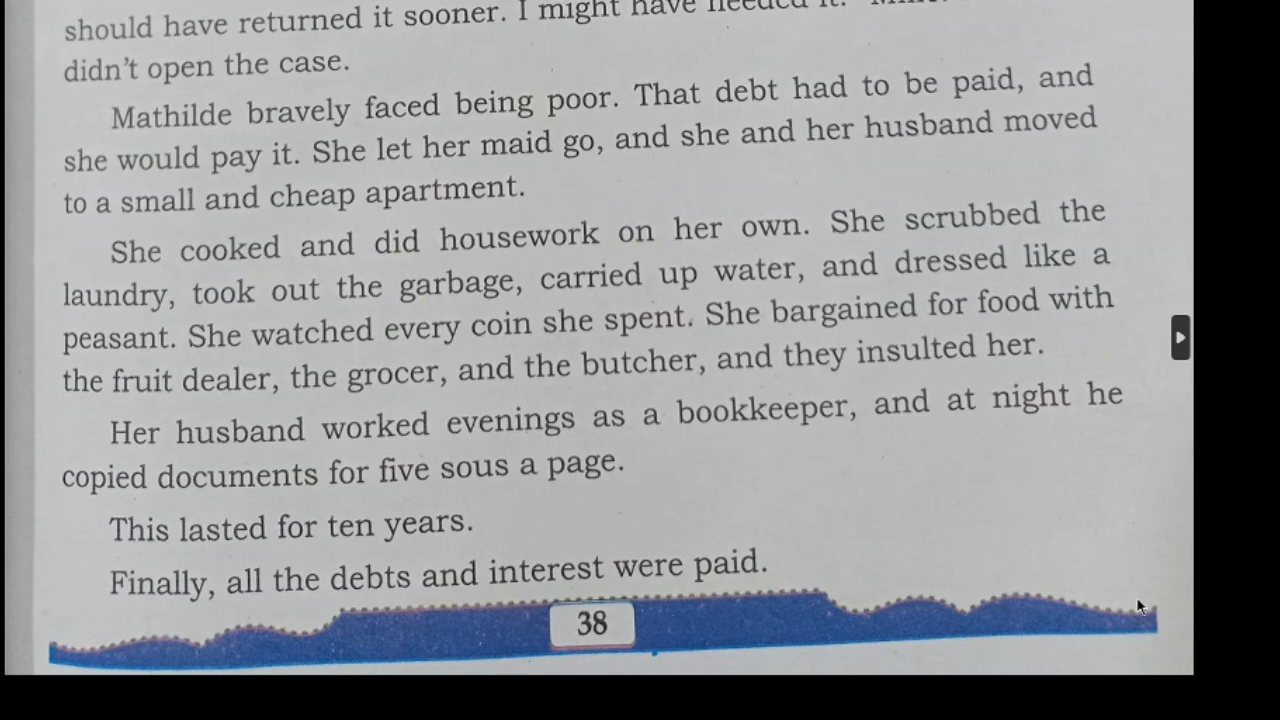 should have returned it sooner. I might have needed it."
didn't open the case.
Mathilde bravely faced being poor. That debt had to be paid, and
she would pay it. She let her maid go, and she and her husband moved
to a small and cheap apartment.
She cooked and did housework on her own. She scrubbed the
laundry, took out the garbage, carried up water, and dressed like a
peasant. She watched every coin she spent. She bargained for food with
the fruit dealer, the grocer, and the butcher, and they insulted her.
Her husband worked evenings as a bookkeeper, and at night he
copied documents for five sous a page.
This lasted for ten years.
Finally, all the debts and interest were paid.
38